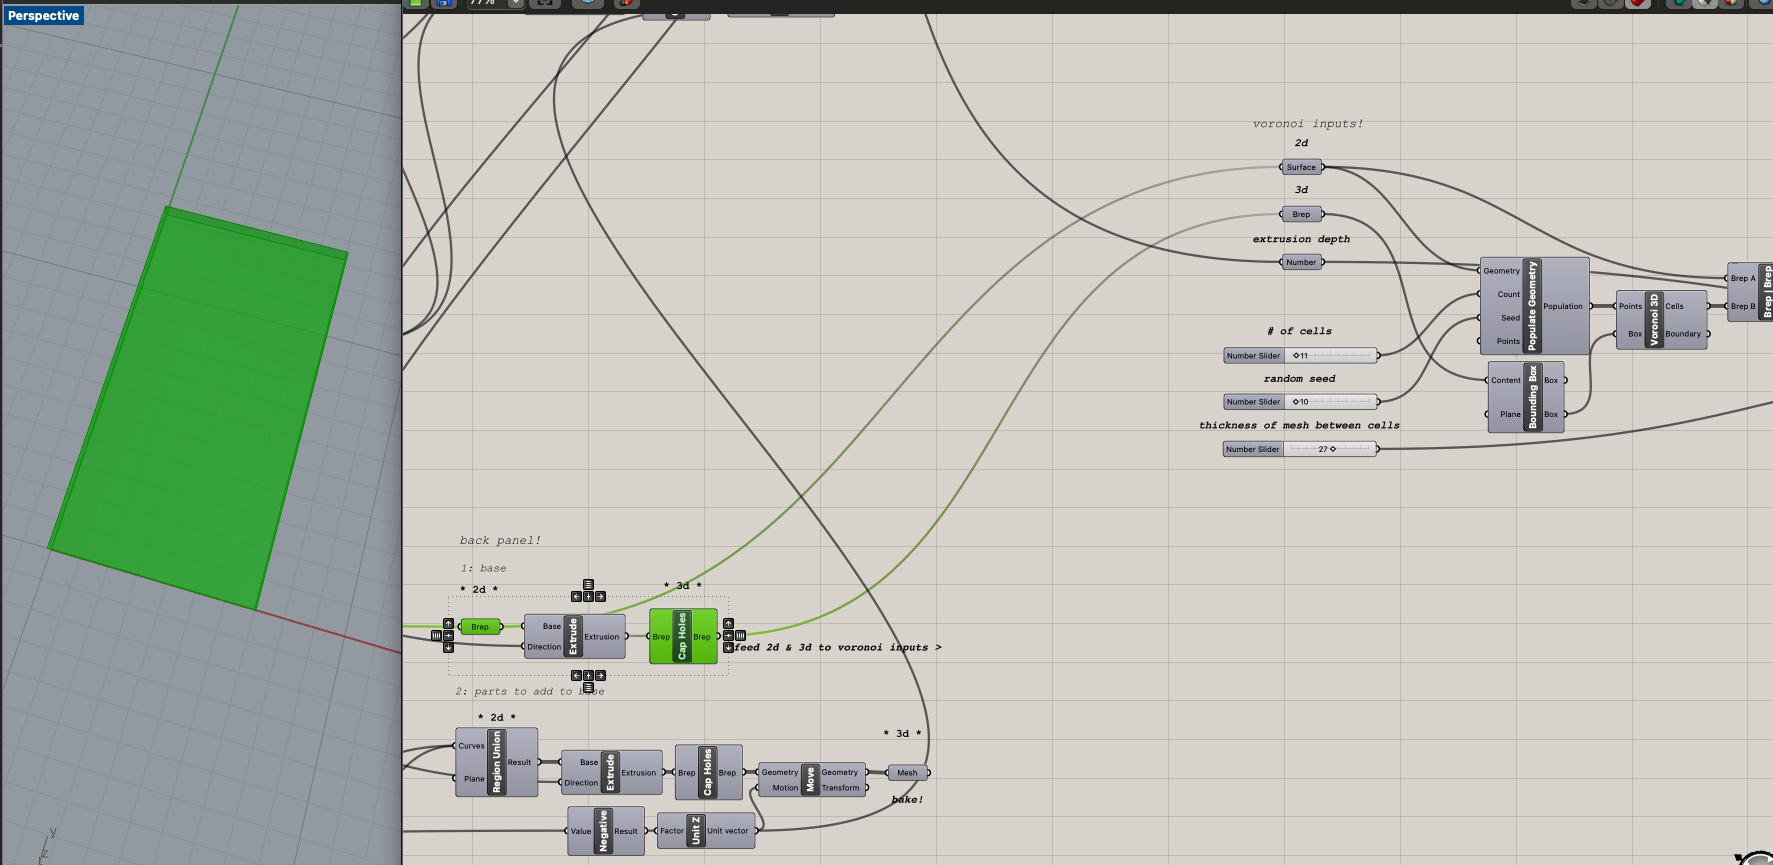 Perspective
77%
voronoi inputs!
2d
Surface
3d
Brep
extrusion depth
Number
Geometry
Count
Seed
Points
Populate Geometry
Population
Points
Box
Voronoi 3D
Cells
Boundary
Brep A
Brep B
Brep | Brep
# of cells
Number Slider 11
random seed
Number Slider 10
thickness of mesh between cells
Number Slider 27
Content
Plane
Bounding Box
Box
Box
back panel!
1: base
* 2d *
* 3d *
Brep
Base
Direction
Extrude
Extrusion
Brep
Cap Holes
Brep
feed 2d & 3d to voronoi inputs >
2: parts to add to base
* 2d *
* 3d *
Curves
Plane
Region Union
Result
Base
Direction
Extrude
Extrusion
Brep
Cap Holes
Brep
Geometry
Motion
Move
Geometry
Transform
Mesh
bake!
Value
Negative
Result
Factor
Unit Z
Unit vector
y
z